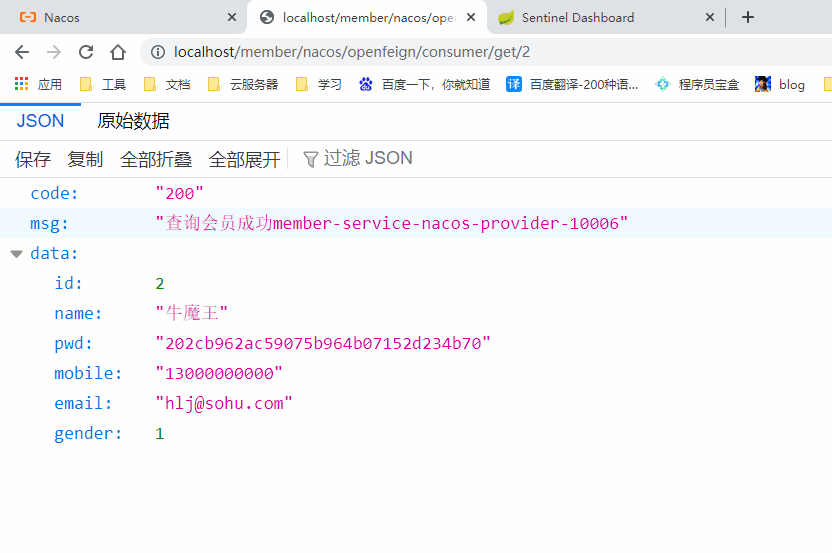 Nacos localhost/member/nacos/oper Sentinel Dashboard
localhost/member/nacos/openfeign/consumer/get/2
应用 工具 文档 云服务器 学习 百度一下，你就知道 译 百度翻译-200种语... 程序员宝盒 blog
JSON 原始数据
保存 复制 全部折叠 全部展开 过滤 JSON
code: "200"
msg: "查询会员成功member-service-nacos-provider-10006"
data:
id: 2
name: "牛魔王"
pwd: "202cb962ac59075b964b07152d234b70"
mobile: "13000000000"
email: "hlj@sohu.com"
gender: 1